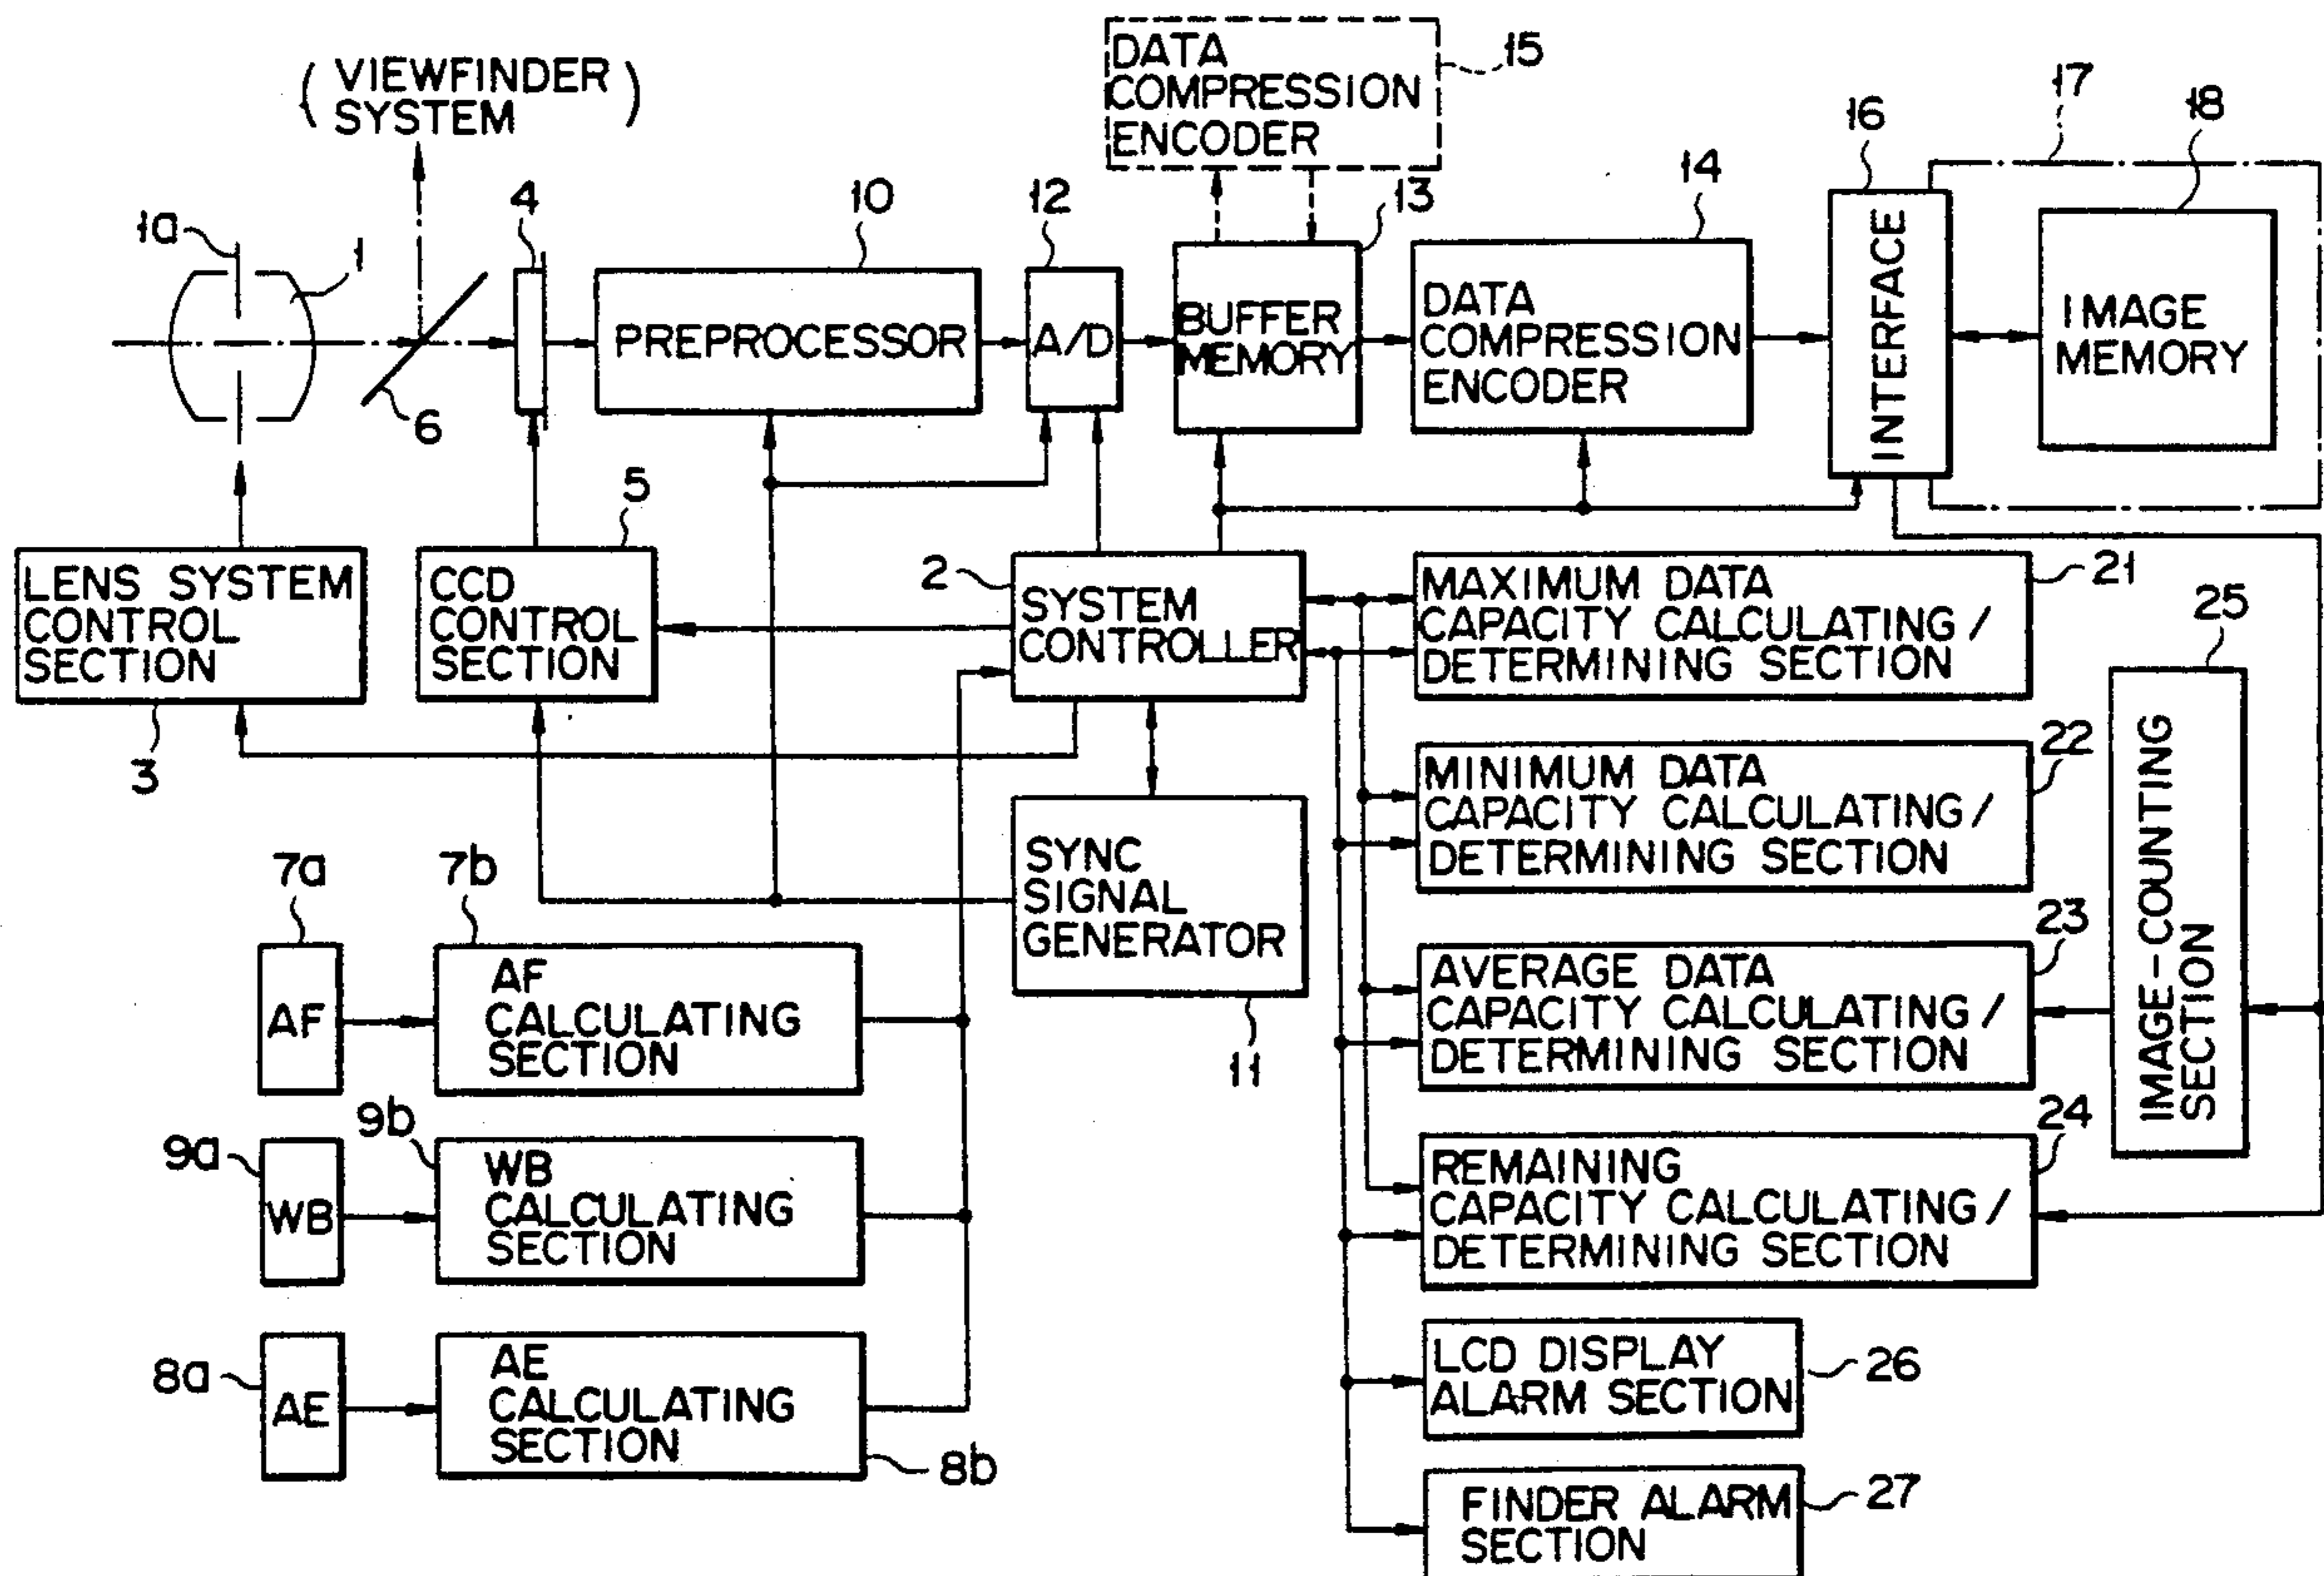 ( VIEWFINDER )
SYSTEM
DATA
COMPRESSION
ENCODER
15
17
16
18
1a
1
4
10
12
13
14
6
PREPROCESSOR
A/D
BUFFER
MEMORY
DATA
COMPRESSION
ENCODER
INTERFACE
IMAGE
MEMORY
5
2
LENS SYSTEM
CONTROL
SECTION
3
CCD
CONTROL
SECTION
SYSTEM
CONTROLLER
MAXIMUM DATA
CAPACITY CALCULATING/
DETERMINING SECTION
21
25
MINIMUM DATA
CAPACITY CALCULATING/
DETERMINING SECTION
22
IMAGE-COUNTING
SECTION
SYNC
SIGNAL
GENERATOR
11
7a
7b
AF
AF
CALCULATING
SECTION
AVERAGE DATA
CAPACITY CALCULATING/
DETERMINING SECTION
23
9a
9b
WB
WB
CALCULATING
SECTION
REMAINING
CAPACITY CALCULATING/
DETERMINING SECTION
24
8a
AE
AE
CALCULATING
SECTION
8b
LCD DISPLAY
ALARM SECTION
26
FINDER ALARM
SECTION
27